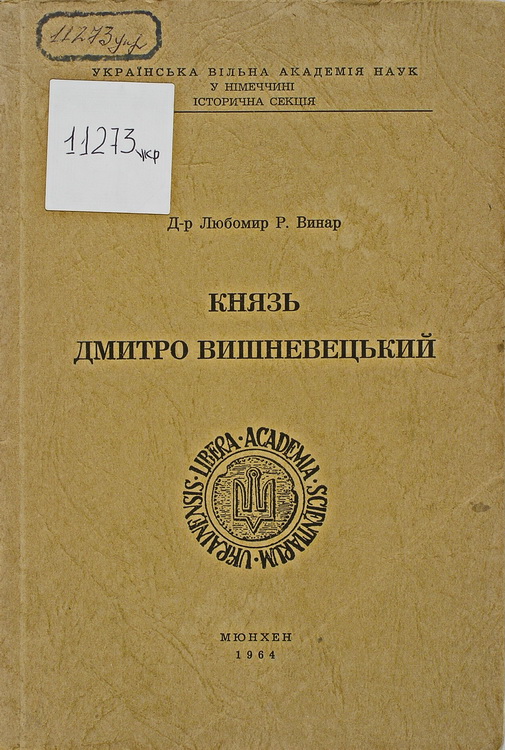 11273 укр
УКРАЇНСЬКА ВІЛЬНА АКАДЕМІЯ НАУК
У НІМЕЧЧИНІ
ІСТОРИЧНА СЕКЦІЯ
11273 укр
Д-р Любомир Р. Винар
КНЯЗЬ
ДМИТРО ВИШНЕВЕЦЬКИЙ
UKRAINENSIS · LIBERA · ACADEMIA · SCIENTIARUM ·
МЮНХЕН
1964